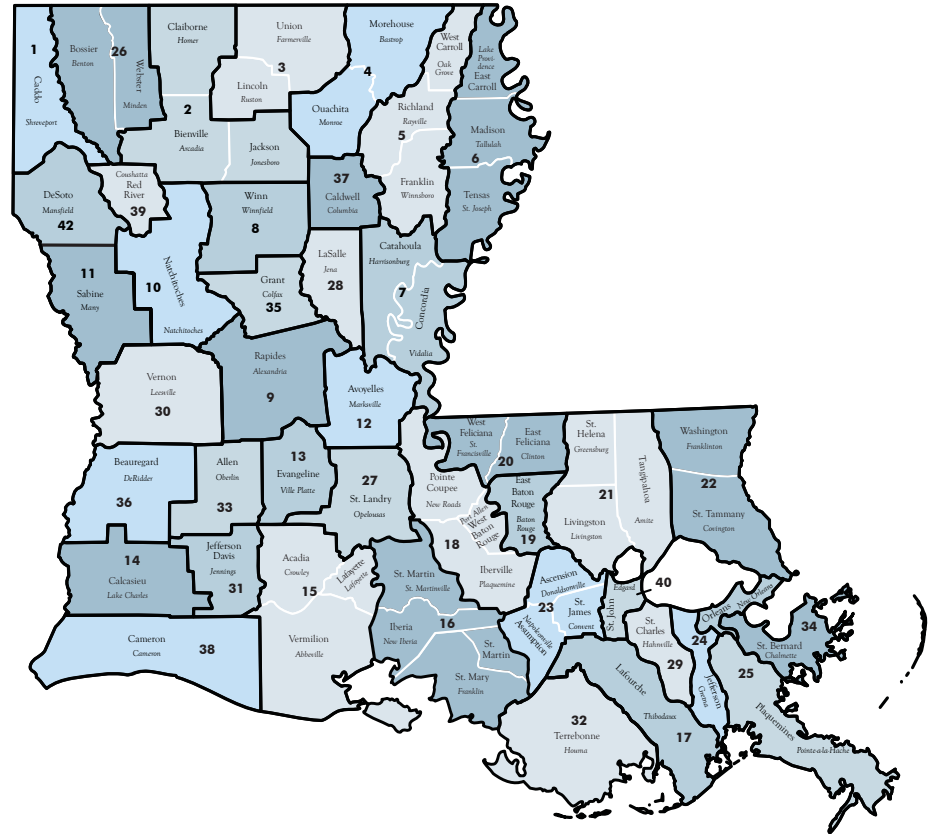 1
Caddo
Shreveport
Bossier
Benton
26
Webster
Minden
Claiborne
Homer
2
Bienville
Arcadia
Union
Farmerville
3
Lincoln
Ruston
Jackson
Jonesboro
Morehouse
Bastrop
4
Ouachita
Monroe
West
Carroll
Oak
Grove
Lake
Provi-
dence
East
Carroll
Richland
Rayville
5
Franklin
Winnsboro
Madison
Tallulah
6
Tensas
St. Joseph
DeSoto
Mansfield
42
Coushatta
Red
River
39
Winn
Winnfield
8
37
Caldwell
Columbia
11
Sabine
Many
10
Natchitoches
Natchitoches
Grant
Colfax
35
LaSalle
Jena
28
Catahoula
Harrisonburg
7
Concordia
Vidalia
Vernon
Leesville
30
Rapides
Alexandria
9
Avoyelles
Marksville
12
Beauregard
DeRidder
36
Allen
Oberlin
33
13
Evangeline
Ville Platte
27
St. Landry
Opelousas
Pointe
Coupee
New Roads
Port Allen
West
Baton
Rouge
18
Iberville
Plaquemine
West
Feliciana
St.
Francisville
20
East
Feliciana
Clinton
East
Baton
Rouge
Baton
Rouge
19
St.
Helena
Greensburg
21
Livingston
Livingston
Tangipahoa
Amite
Washington
Franklinton
22
St. Tammany
Covington
14
Calcasieu
Lake Charles
Jefferson
Davis
Jennings
31
Acadia
Crowley
15
Lafayette
Lafayette
Vermilion
Abbeville
Cameron
Cameron
38
St. Martin
St. Martinville
16
Iberia
New Iberia
St.
Martin
St. Mary
Franklin
Ascension
Donaldsonville
23
St.
James
Convent
Napoleonville
Assumption
Edgard
St. John
40
St.
Charles
Hahnville
29
Orleans
New Orleans
24
Jefferson
Gretna
34
St. Bernard
Chalmette
25
Plaquemines
Pointe-a-la-Hache
Lafourche
Thibodaux
17
32
Terrebonne
Houma